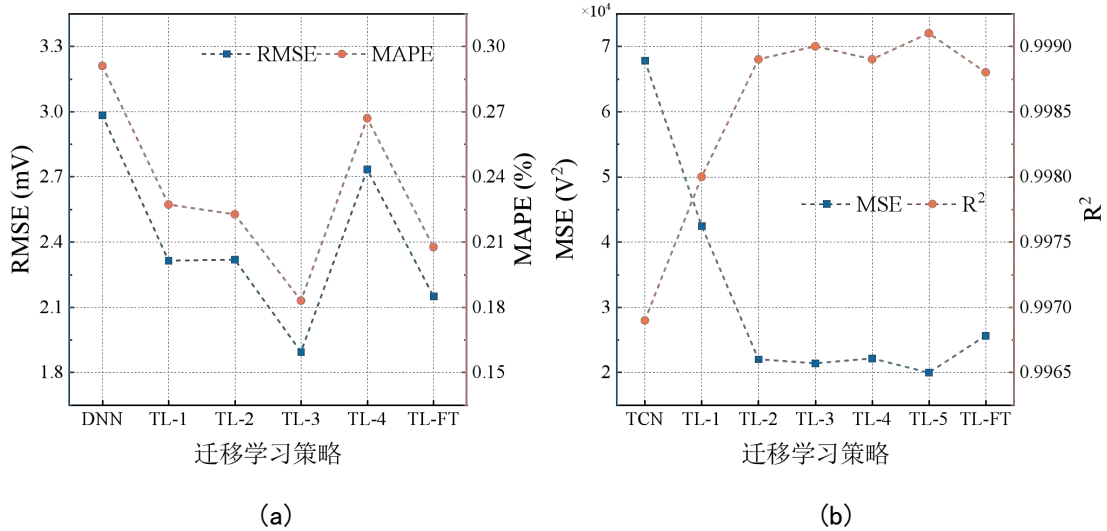 RMSE MAPE
3.3
3.0
2.7
2.4
2.1
1.8
RMSE (mV)
0.30
0.27
0.24
0.21
0.18
0.15
MAPE (%)
DNN TL-1 TL-2 TL-3 TL-4 TL-FT
迁移学习策略
(a)
×10⁴
7
6
5
4
3
2
MSE (V²)
MSE R²
0.9990
0.9985
0.9980
0.9975
0.9970
0.9965
R²
TCN TL-1 TL-2 TL-3 TL-4 TL-5 TL-FT
迁移学习策略
(b)